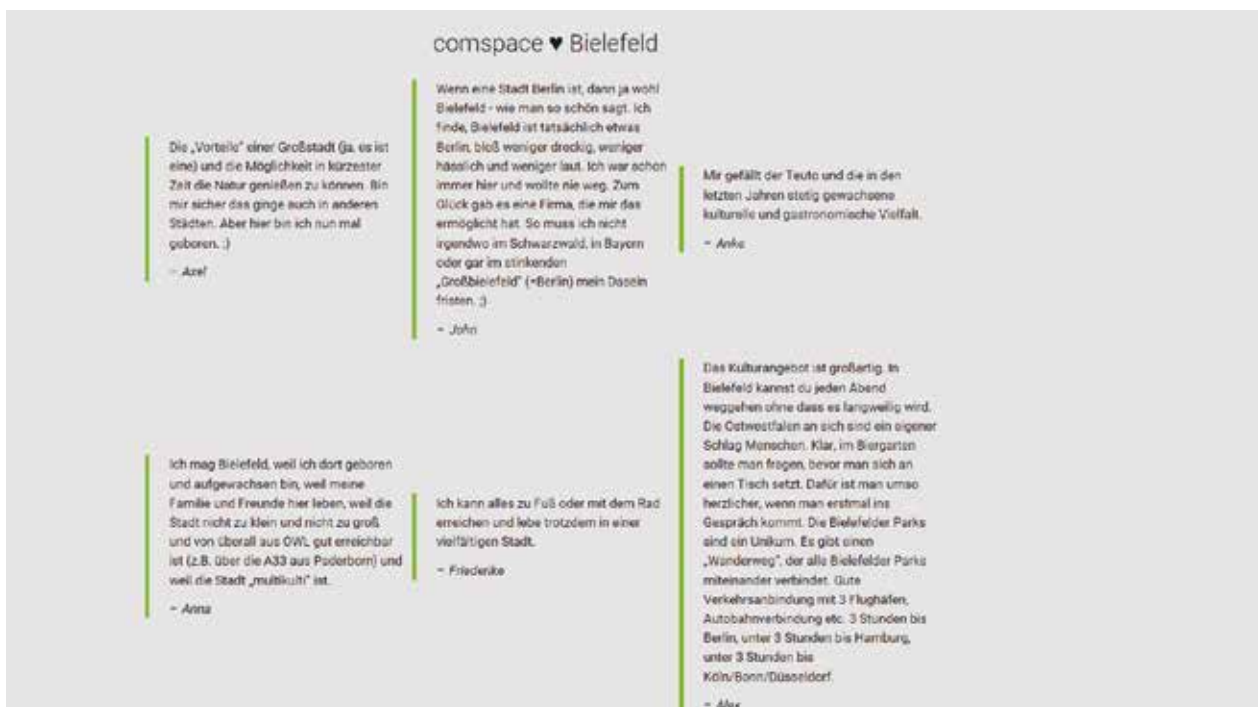 comspace ♥ Bielefeld
Die „Vorteile" einer Großstadt (ja, es ist
eine) und die Möglichkeit in kürzester
Zeit die Natur genießen zu können. Bin
mir sicher das ginge auch in anderen
Städten. Aber hier bin ich nun mal
geboren. ;)
– Axel
Wenn eine Stadt Berlin ist, dann ja wohl
Bielefeld - wie man so schön sagt. Ich
finde, Bielefeld ist tatsächlich etwas
Berlin, bloß weniger dreckig, weniger
hässlich und weniger laut. Ich war schon
immer hier und wollte nie weg. Zum
Glück gab es eine Firma, die mir das
ermöglicht hat. So muss ich nicht
irgendwo im Schwarzwald, in Bayern
oder gar im stinkenden
„Großbielefeld" (=Berlin) mein Dasein
fristen. ;)
– John
Mir gefällt der Teuto und die in den
letzten Jahren stetig gewachsene
kulturelle und gastronomische Vielfalt.
– Anke
Ich mag Bielefeld, weil ich dort geboren
und aufgewachsen bin, weil meine
Familie und Freunde hier leben, weil die
Stadt nicht zu klein und nicht zu groß
und von überall aus OWL gut erreichbar
ist (z.B. über die A33 aus Paderborn) und
weil die Stadt „multikulti" ist.
– Anna
Ich kann alles zu Fuß oder mit dem Rad
erreichen und lebe trotzdem in einer
vielfältigen Stadt.
– Friederike
Das Kulturangebot ist großartig. In
Bielefeld kannst du jeden Abend
weggehen ohne dass es langweilig wird.
Die Ostwestfalen an sich sind ein eigener
Schlag Menschen. Klar, im Biergarten
sollte man fragen, bevor man sich an
einen Tisch setzt. Dafür ist man umso
herzlicher, wenn man erstmal ins
Gespräch kommt. Die Bielefelder Parks
sind ein Unikum. Es gibt einen
„Wanderweg", der alle Bielefelder Parks
miteinander verbindet. Gute
Verkehrsanbindung mit 3 Flughäfen,
Autobahnverbindung etc. 3 Stunden bis
Berlin, unter 3 Stunden bis Hamburg,
unter 3 Stunden bis
Köln/Bonn/Düsseldorf.
– Alex